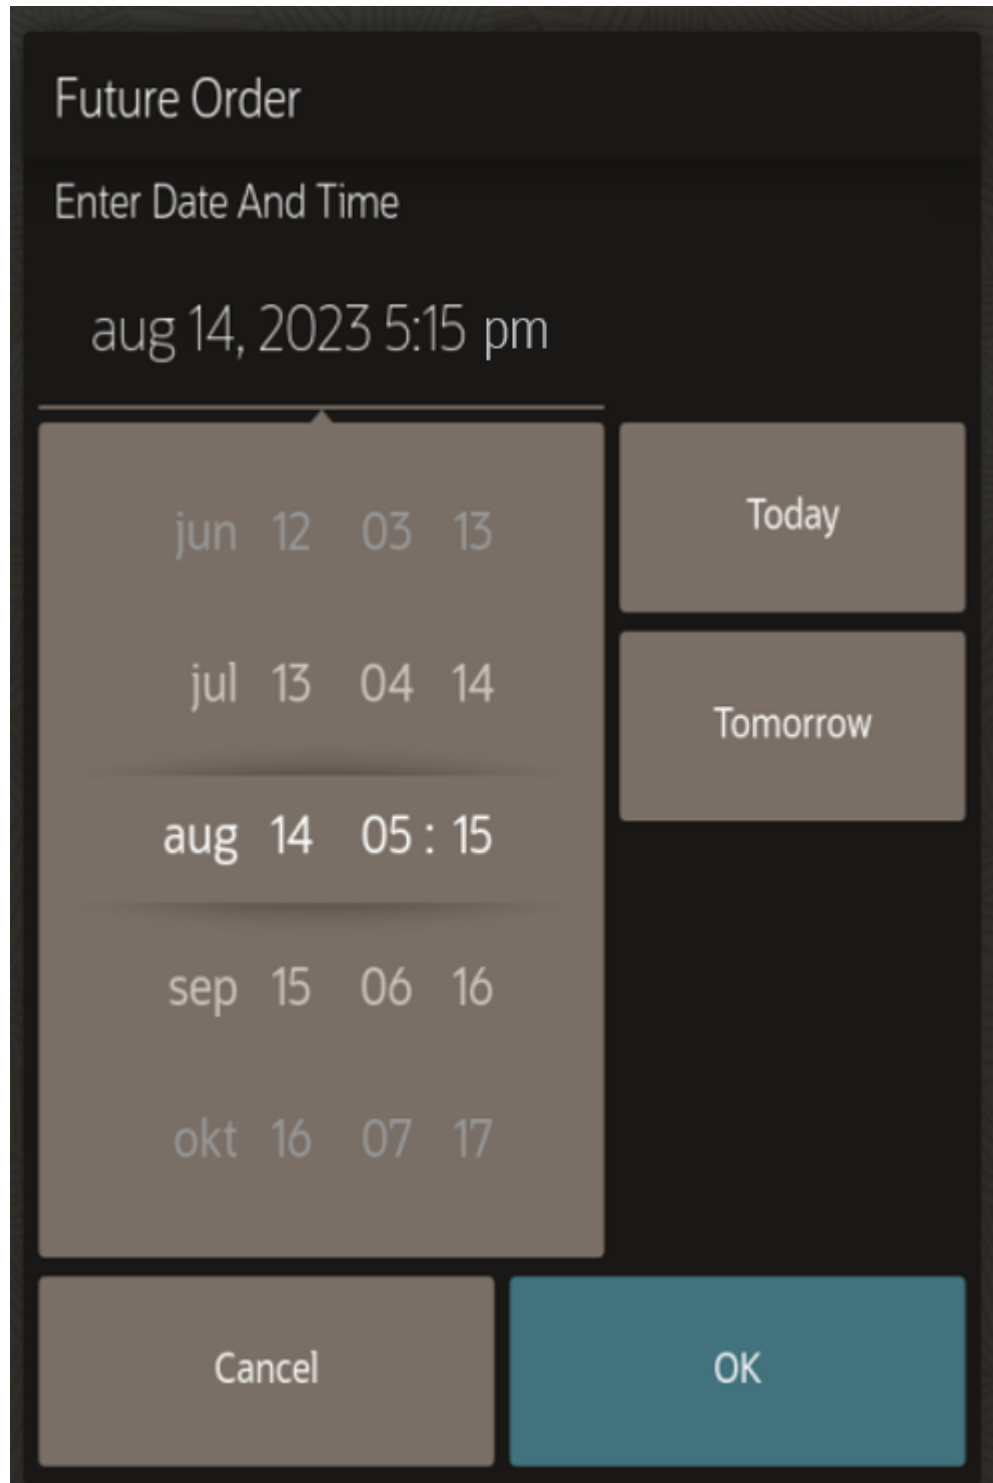 Future Order
Enter Date And Time
aug 14, 2023 5:15 pm
jun 12 03 13
Today
jul 13 04 14
Tomorrow
aug 14 05 : 15
sep 15 06 16
okt 16 07 17
Cancel
OK